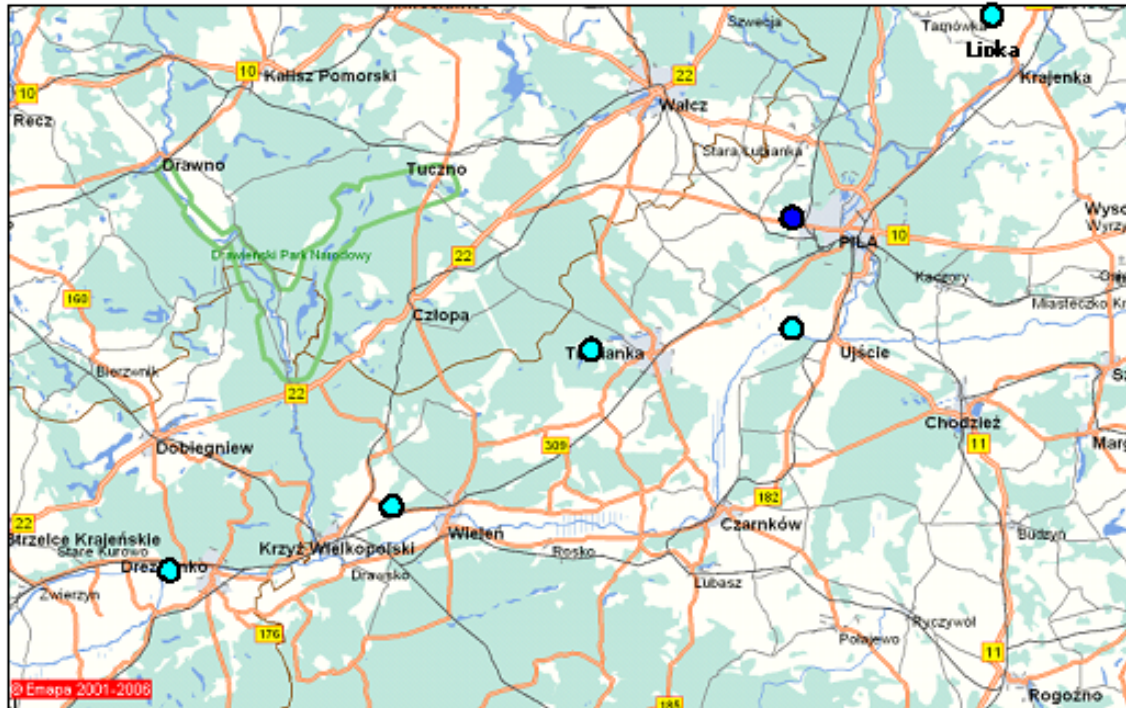 Szwecja
Tarnówka
Lipka
Krajenka
10
Kalisz Pomorski
22
10
Recz
Wałcz
Stara Łubianka
Drawno
Tuczno
Wyrzy
PIŁA
10
Drawieński Park Narodowy
22
Kaczory
160
Miasteczko Kr
Człopa
Ujście
Bierzwnik
22
Chodzież
Dobiegniew
309
11
182
22
Czarnków
Strzelce Krajeńskie
Wieleń
Budzyń
Krzyż Wielkopolski
Stare Kurowo
Rosko
Drawsko
Zwierzyn
Lubasz
Ryczywół
176
Połajewo
11
© Emapa 2001-2006
Rogoźno
185